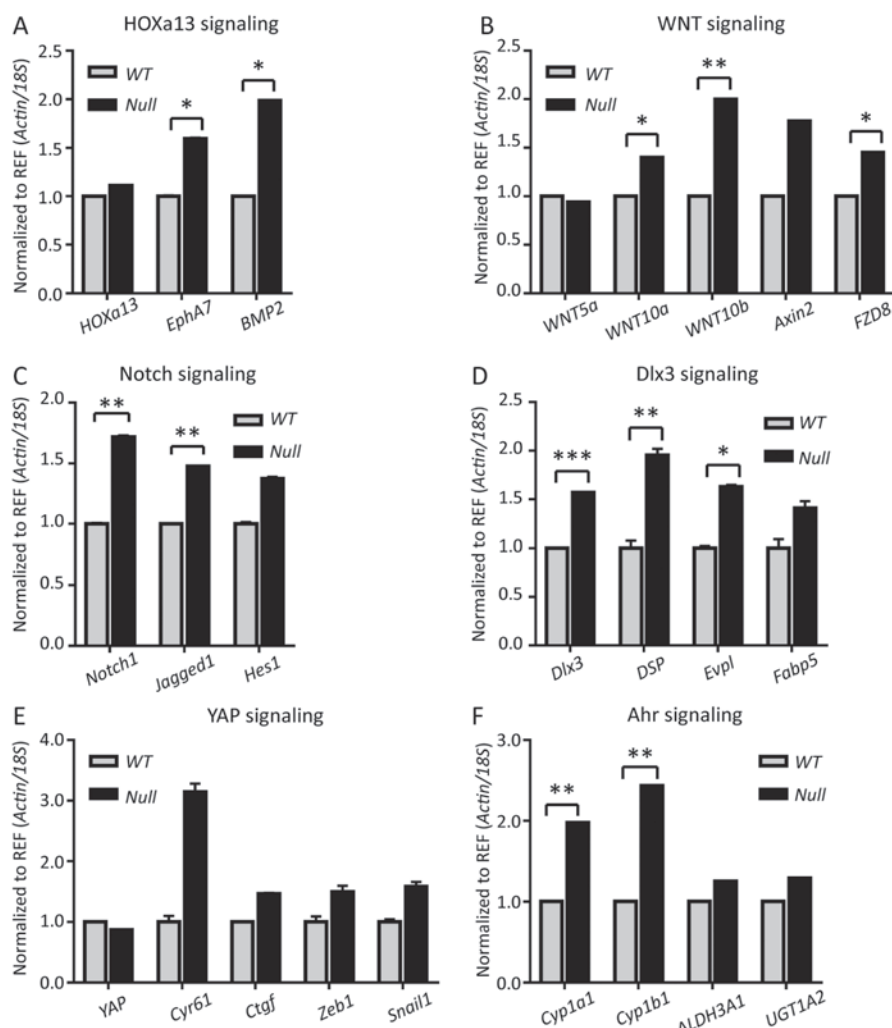 A
HOXa13 signaling
Normalized to REF (Actin/18S)
2.5
2.0
1.5
1.0
0.5
0.0
WT
Null
*
*
HOXa13
EphA7
BMP2
B
WNT signaling
Normalized to REF (Actin/18S)
2.5
2.0
1.5
1.0
0.5
0.0
WT
Null
*
**
*
WNT5a
WNT10a
WNT10b
Axin2
FZD8
C
Notch signaling
Normalized to REF (Actin/18S)
2.0
1.5
1.0
0.5
0.0
**
**
WT
Null
Notch1
Jagged1
Hes1
D
Dlx3 signaling
Normalized to REF (Actin/18S)
2.5
2.0
1.5
1.0
0.5
0.0
***
**
*
WT
Null
Dlx3
DSP
Evpl
Fabp5
E
YAP signaling
Normalized to REF (Actin/18S)
4.0
3.0
2.0
1.0
0.0
WT
Null
YAP
Cyr61
Ctgf
Zeb1
Snail1
F
Ahr signaling
Normalized to REF (Actin/18S)
3.0
2.0
1.0
0.0
**
**
WT
Null
Cyp1a1
Cyp1b1
ALDH3A1
UGT1A2